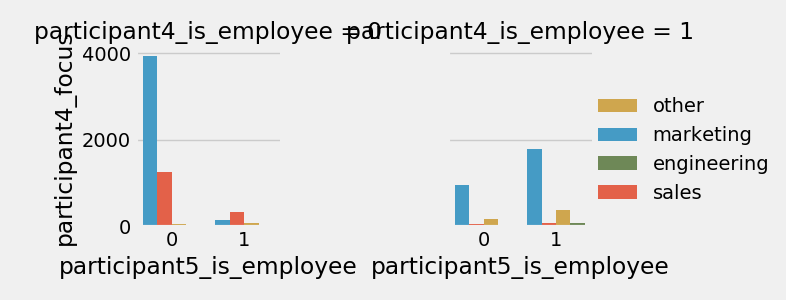 participant4_is_employee = 0
participant4_is_employee = 1
participant4_focus
4000
2000
0
0
1
0
1
participant5_is_employee
participant5_is_employee
other
marketing
engineering
sales